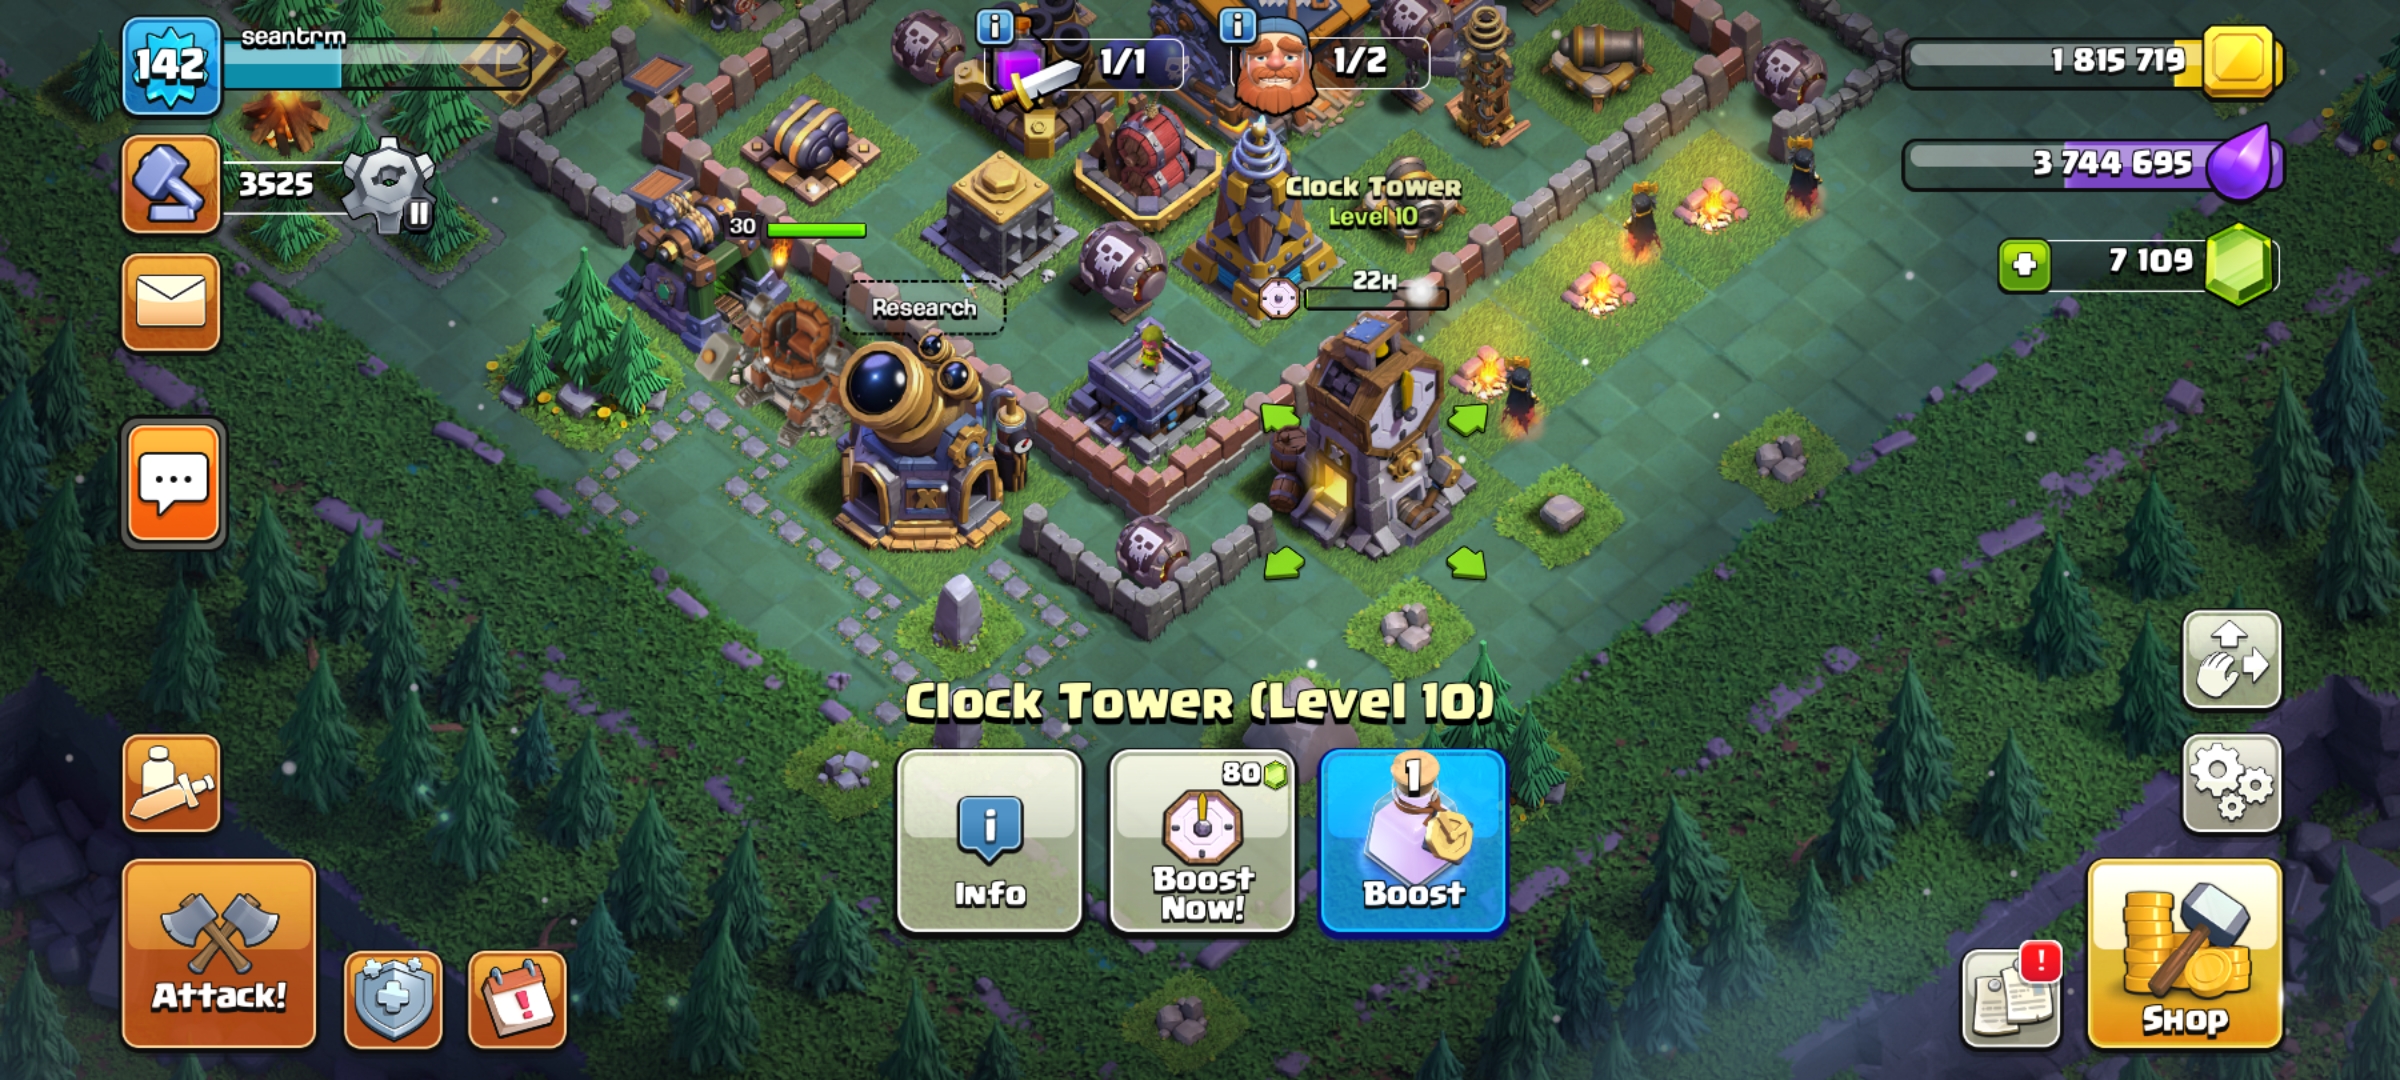 142
seantrm
1/1
1/2
1 815 719
3525
3 744 695
7 109
Clock Tower
Level 10
30
22H
Research
Clock Tower (Level 10)
Info
80
Boost
Now!
1
Boost
Attack!
!
Shop